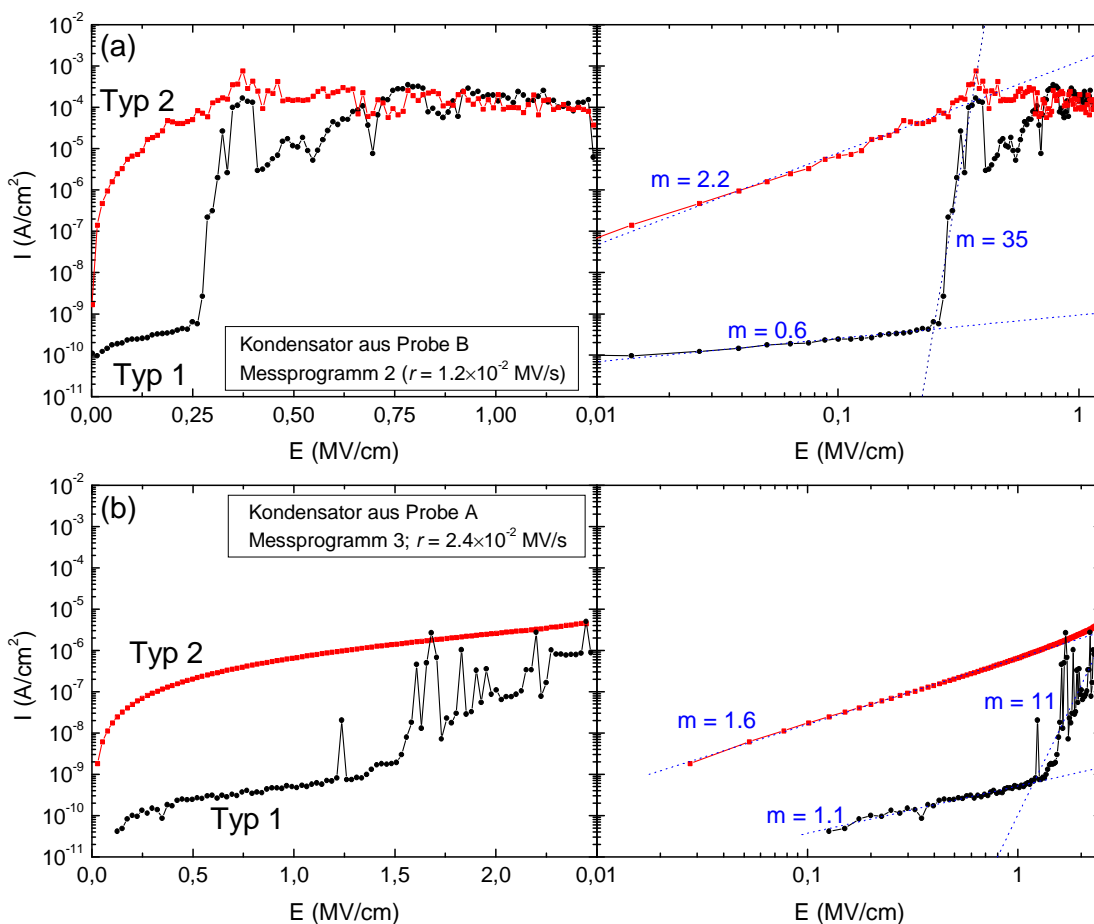 (a)
I (A/cm²)
10⁻²
10⁻³
10⁻⁴
10⁻⁵
10⁻⁶
10⁻⁷
10⁻⁸
10⁻⁹
10⁻¹⁰
10⁻¹¹
Typ 2
Typ 1
Kondensator aus Probe B
Messprogramm 2 (r = 1.2×10⁻² MV/s)
0,00 0,25 0,50 0,75 1,00
E (MV/cm)
m = 2.2
m = 35
m = 0.6
0,01 0,1 1
E (MV/cm)
(b)
I (A/cm²)
10⁻²
10⁻³
10⁻⁴
10⁻⁵
10⁻⁶
10⁻⁷
10⁻⁸
10⁻⁹
10⁻¹⁰
10⁻¹¹
Kondensator aus Probe A
Messprogramm 3; r = 2.4×10⁻² MV/s
Typ 2
Typ 1
0,0 0,5 1,0 1,5 2,0
E (MV/cm)
m = 1.6
m = 11
m = 1.1
0,01 0,1 1
E (MV/cm)